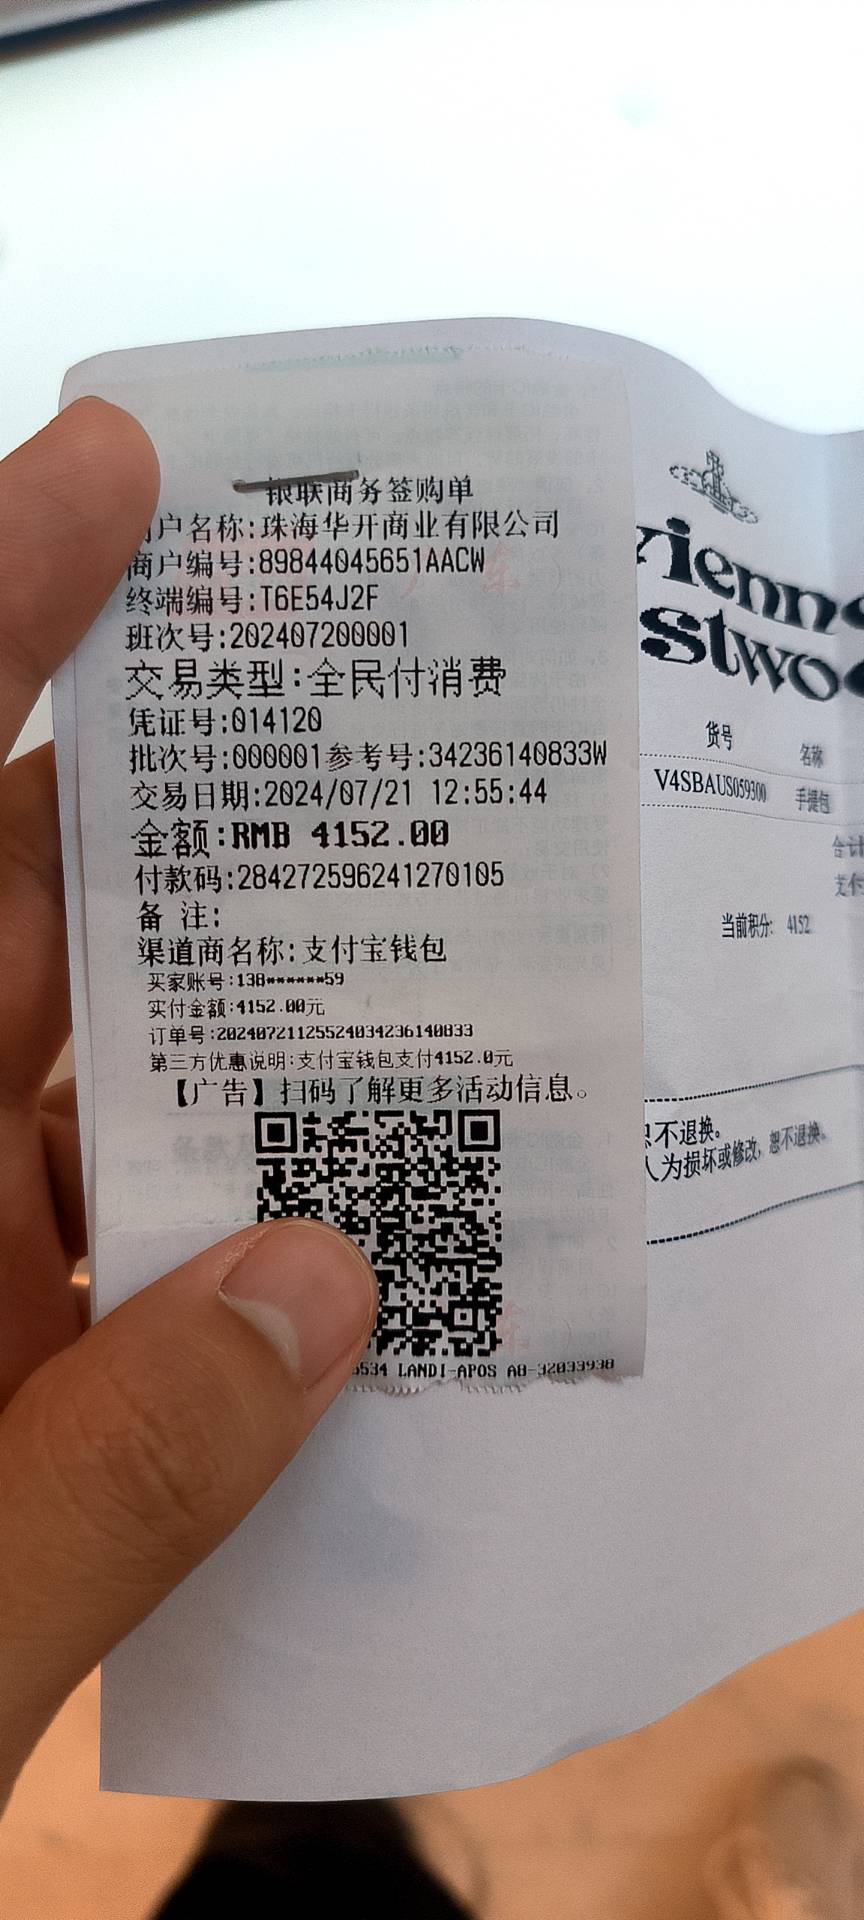 银联商务签购单
户名称:珠海华开商业有限公司
商户编号:89844045651AACW
终端编号:T6E54J2F
班次号:202407200001
交易类型:全民付消费
凭证号:014120
批次号:000001参考号:34236140833W
交易日期:2024/07/21 12:55:44
金额:RMB 4152.00
付款码:284272596241270105
备 注:
渠道商名称:支付宝钱包
买家账号:138******59
实付金额:4152.00元
订单号:20240721125524034236140833
第三方优惠说明:支付宝钱包支付4152.0元
【广告】扫码了解更多活动信息。
5534 LANDI-APOS A8-32033938
vienne
stwo
货号 名称
V4SBAUS059300 手提包
合计
支付
当前积分: 4152
不退换。
人为损坏或修改, 恕不退换。